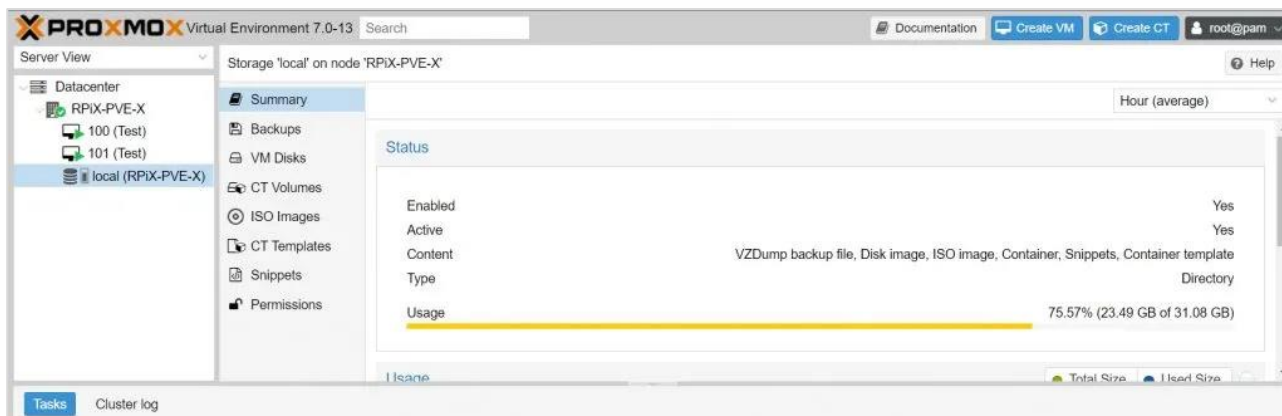 PROXMOX Virtual Environment 7.0-13 Search Documentation Create VM Create CT root@pam
Server View
Storage 'local' on node 'RPiX-PVE-X' Help
Datacenter
RPiX-PVE-X
100 (Test)
101 (Test)
local (RPiX-PVE-X)
Summary
Backups
VM Disks
CT Volumes
ISO Images
CT Templates
Snippets
Permissions
Hour (average)
Status
Enabled Yes
Active Yes
Content VZDump backup file, Disk image, ISO image, Container, Snippets, Container template
Type Directory
Usage 75.57% (23.49 GB of 31.08 GB)
Usage Total Size Used Size
Tasks Cluster log